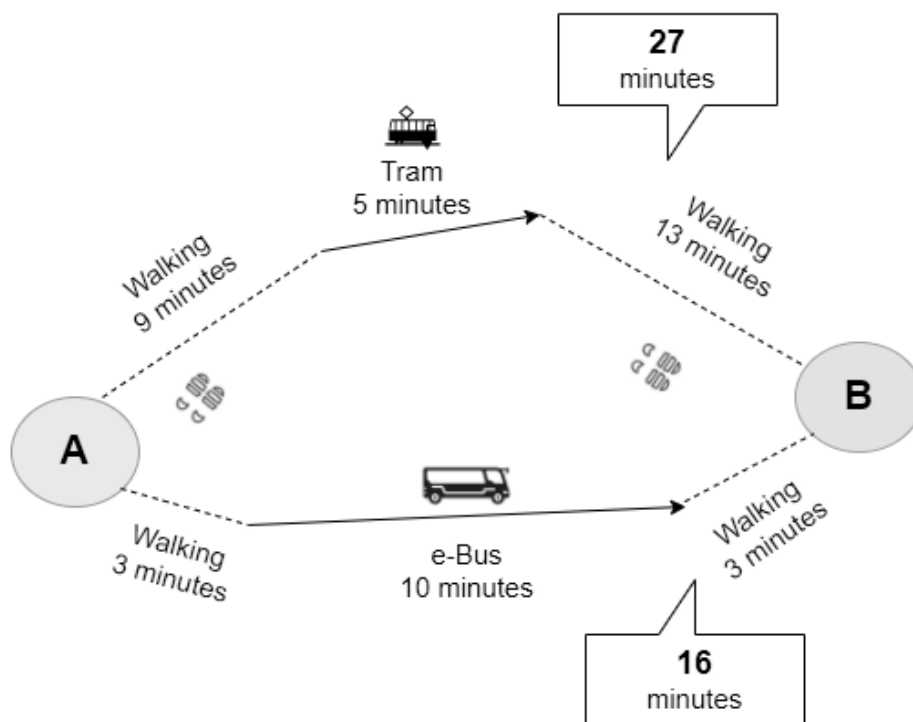 27
minutes
Tram
5 minutes
Walking
9 minutes
Walking
13 minutes
A
B
Walking
3 minutes
e-Bus
10 minutes
Walking
3 minutes
16
minutes